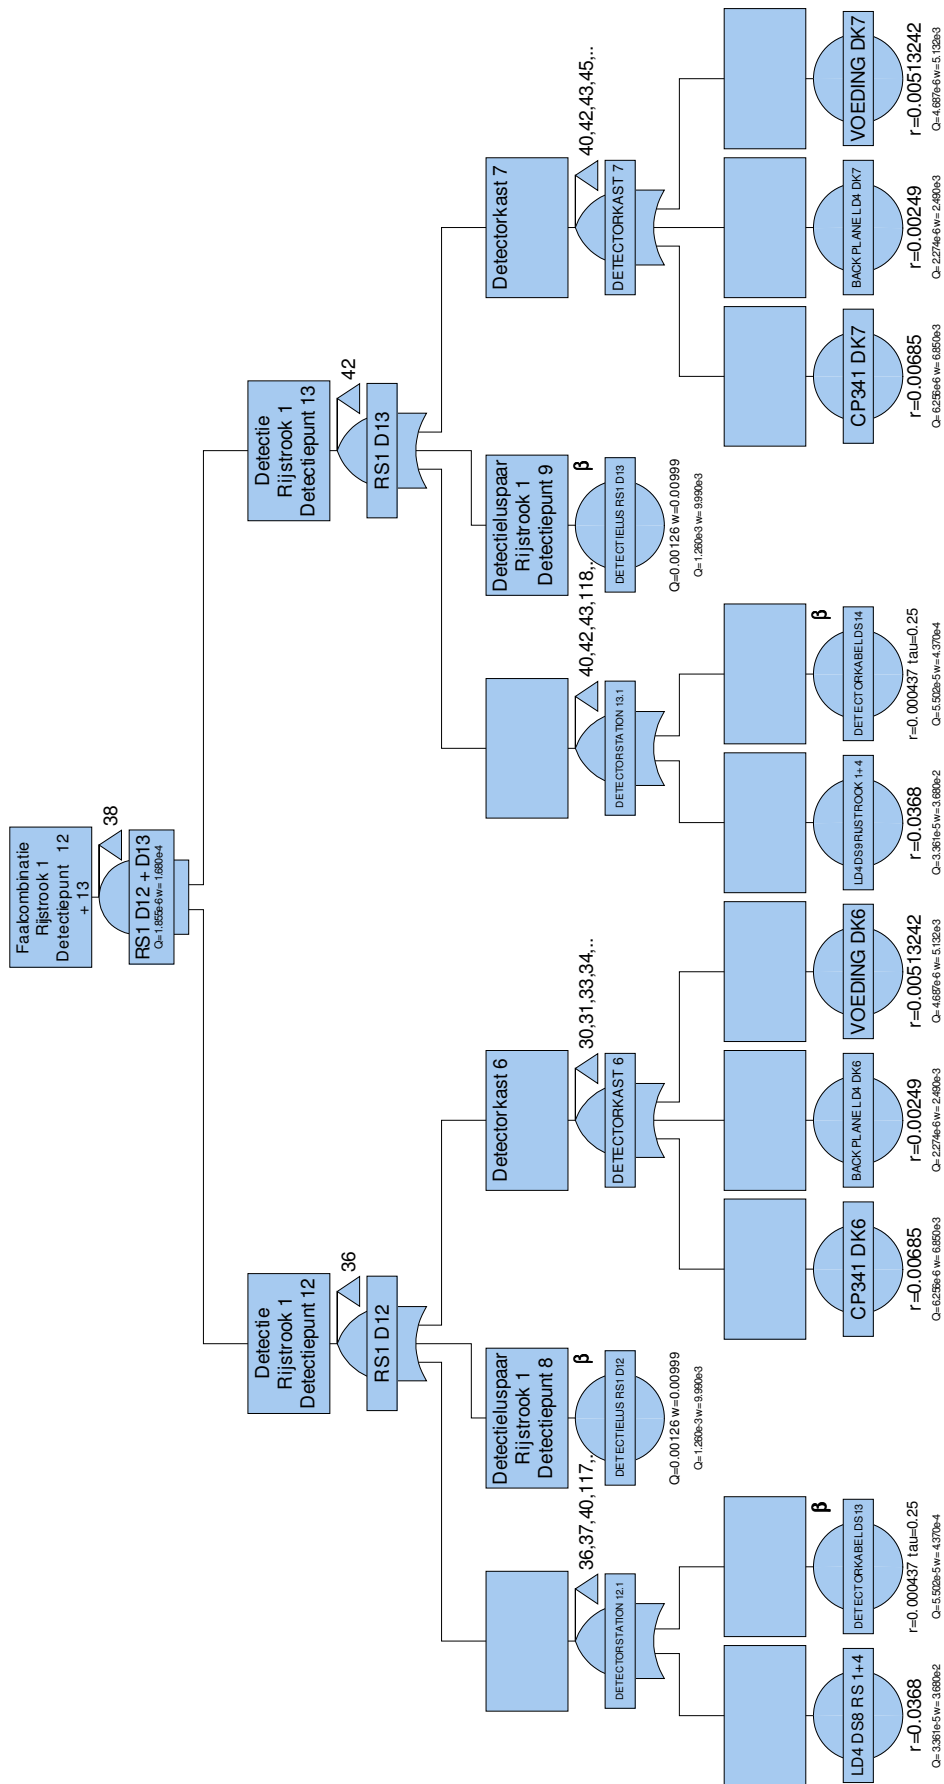 Faalcombinatie
Rijstrook 1
Detectiepunt 12
+ 13
38
RS1 D12 + D13
Q=1.855e-6 w=1.680e-4
Detectie
Rijstrook 1
Detectiepunt 12
36
RS1 D12
Detectie
Rijstrook 1
Detectiepunt 13
42
RS1 D13
36,37,40,117,..
DETECTORSTATION 12.1
Detectieluspaar
Rijstrook 1
Detectiepunt 8
β
DETECTIELUS RS1 D12
Q=0.00126 w=0.00999
Q=1.260e-3 w=9.990e-3
Detectorkast 6
30,31,33,34,..
DETECTORKAST 6
40,42,43,118,..
DETECTORSTATION 13.1
Detectieluspaar
Rijstrook 1
Detectiepunt 9
β
DETECTIELUS RS1 D13
Q=0.00126 w=0.00999
Q=1.260e-3 w=9.990e-3
Detectorkast 7
40,42,43,45,..
DETECTORKAST 7
LD4 DS8 RS 1+4
r=0.0368
Q=3.361e-5 w=3.680e-2
β
DETECTORKABEL DS13
r=0.000437 tau=0.25
Q=5.502e-5 w=4.370e-4
CP341 DK6
r=0.00685
Q=6.256e-6 w=6.850e-3
BACK PLANE LD4 DK6
r=0.00249
Q=2.274e-6 w=2.490e-3
VOEDING DK6
r=0.00513242
Q=4.687e-6 w=5.132e-3
LD4 DS9 RIJSTROOK 1+4
r=0.0368
Q=3.361e-5 w=3.680e-2
β
DETECTORKABEL DS14
r=0.000437 tau=0.25
Q=5.502e-5 w=4.370e-4
CP341 DK7
r=0.00685
Q=6.256e-6 w=6.850e-3
BACK PLANE LD4 DK7
r=0.00249
Q=2.274e-6 w=2.490e-3
VOEDING DK7
r=0.00513242
Q=4.687e-6 w=5.132e-3